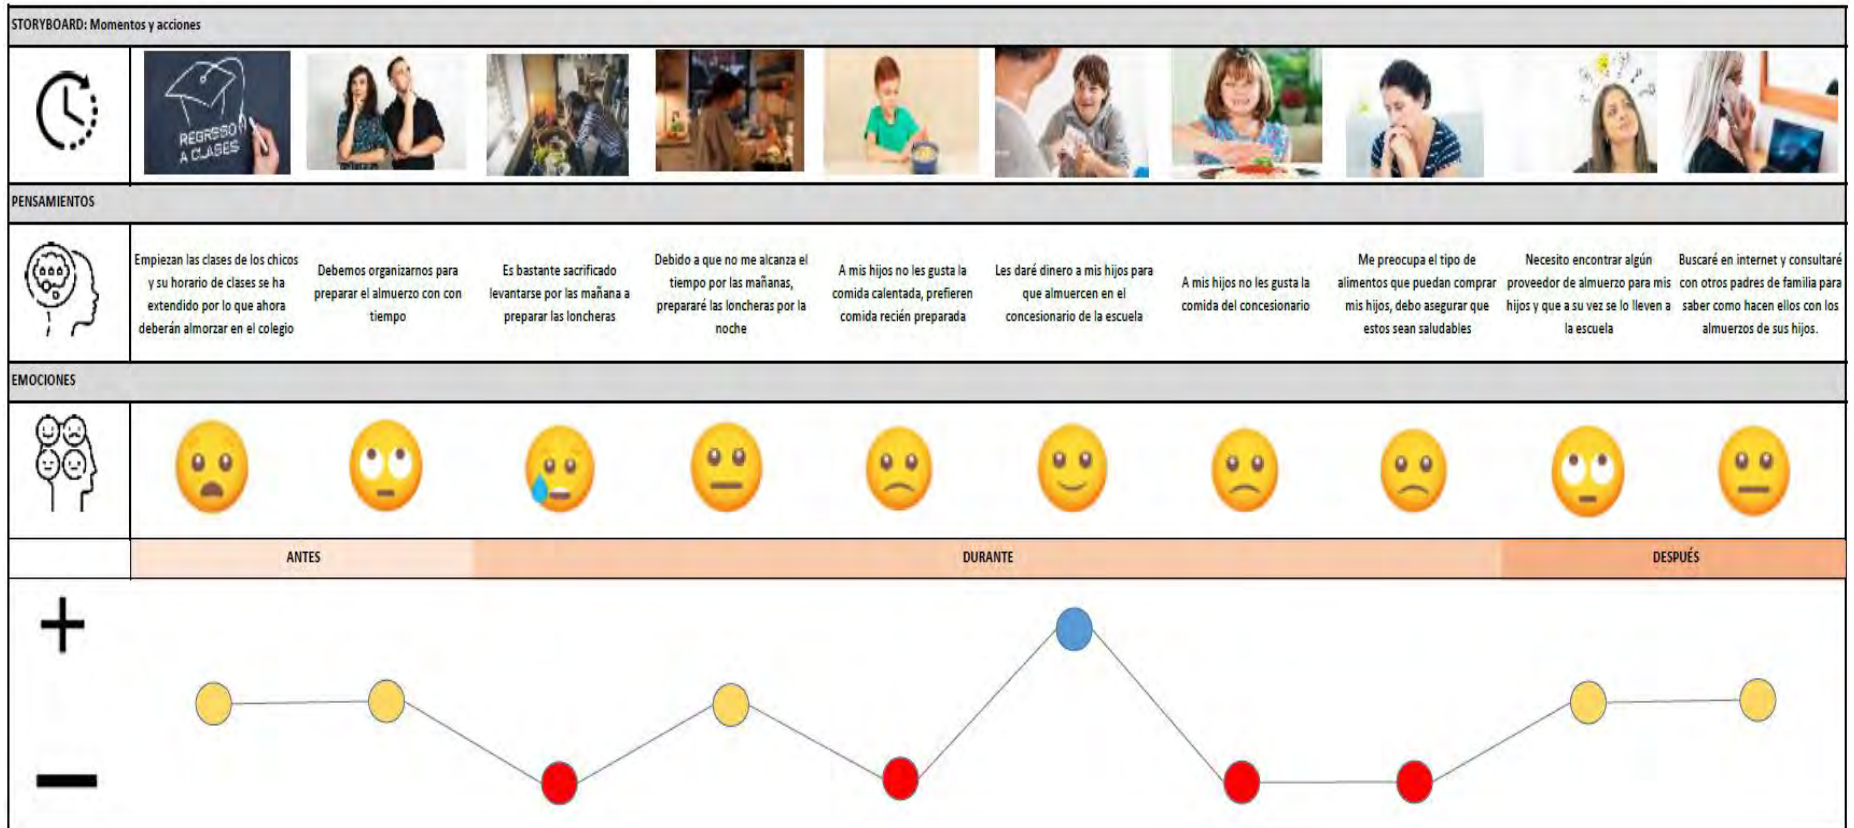 STORYBOARD: Momentos y acciones
REGRESO
A CLASES
PENSAMIENTOS
Empiezan las clases de los chicos
y su horario de clases se ha
extendido por lo que ahora
deberán almorzar en el colegio
Debemos organizarnos para
preparar el almuerzo con con
tiempo
Es bastante sacrificado
levantarse por las mañana a
preparar las loncheras
Debido a que no me alcanza el
tiempo por las mañanas,
prepararé las loncheras por la
noche
A mis hijos no les gusta la
comida calentada, prefieren
comida recién preparada
Les daré dinero a mis hijos para
que almuercen en el
concesionario de la escuela
A mis hijos no les gusta la
comida del concesionario
Me preocupa el tipo de
alimentos que puedan comprar
mis hijos, debo asegurar que
estos sean saludables
Necesito encontrar algún
proveedor de almuerzo para mis
hijos y que a su vez se lo lleven a
la escuela
Buscaré en internet y consultaré
con otros padres de familia para
saber como hacen ellos con los
almuerzos de sus hijos.
EMOCIONES
ANTES
DURANTE
DESPUÉS
+
−